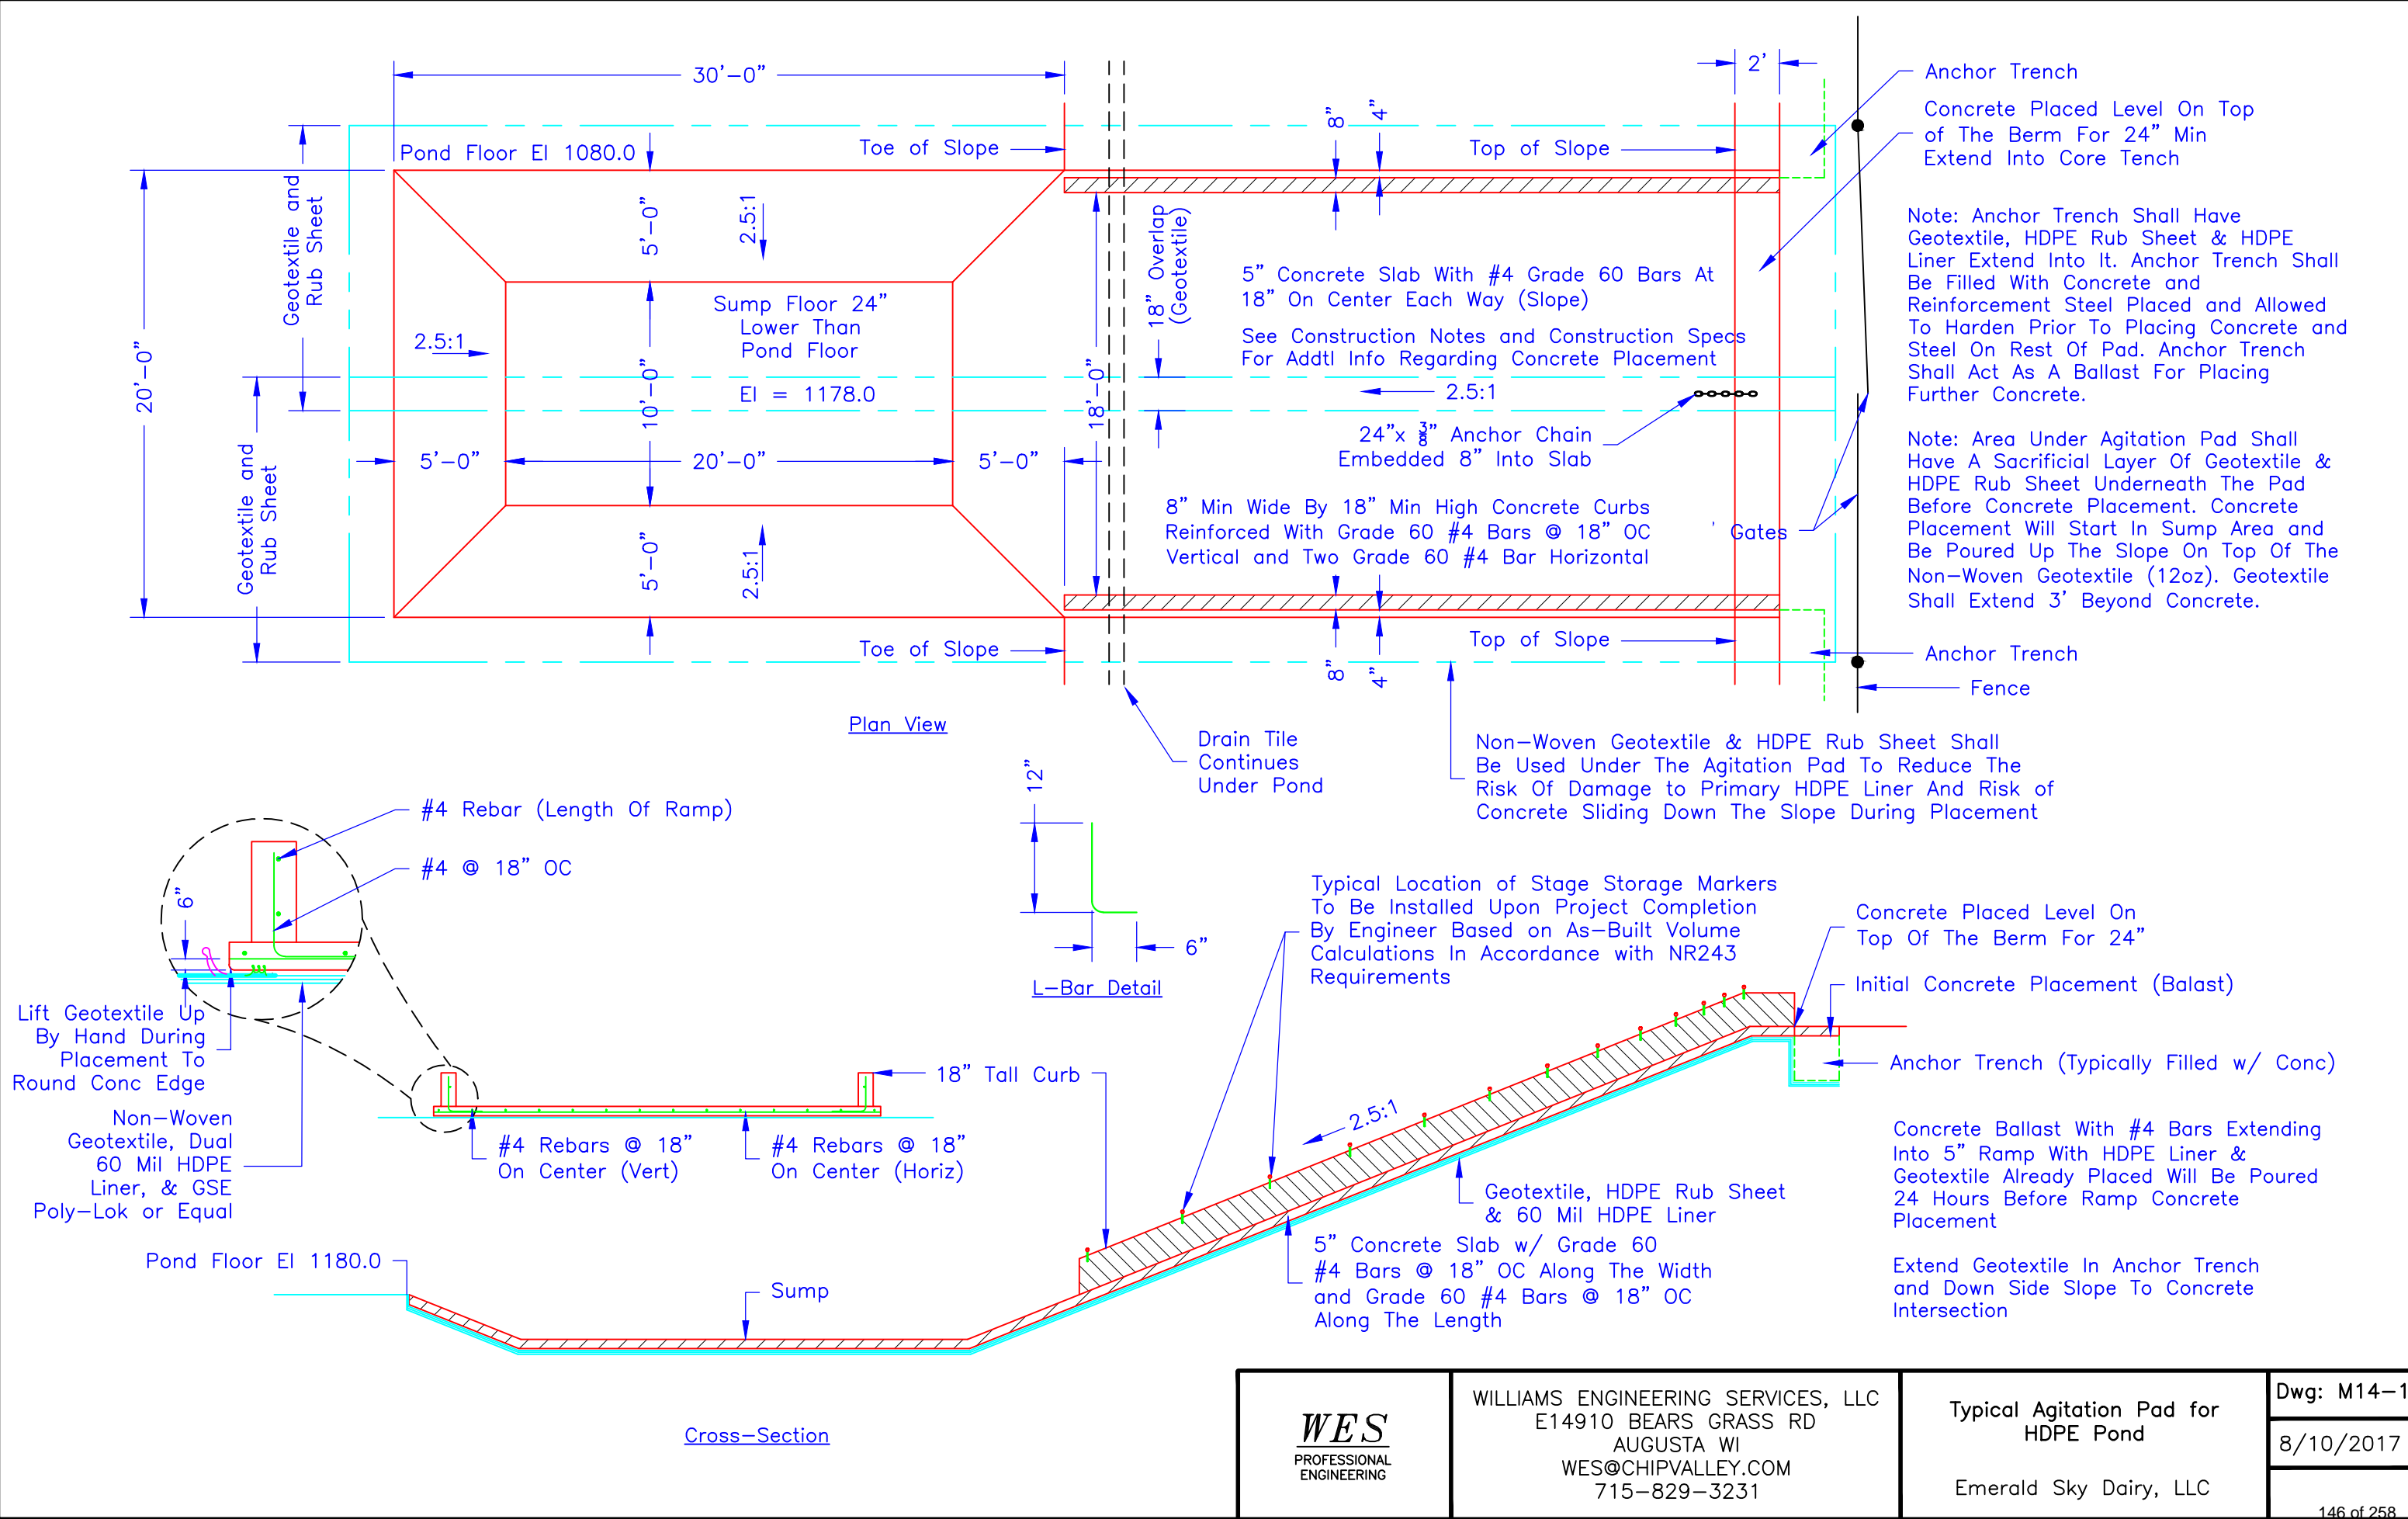 30'-0"
2'
Anchor Trench
Concrete Placed Level On Top
of The Berm For 24" Min
Extend Into Core Tench
8"
4"
Pond Floor El 1080.0
Toe of Slope
Top of Slope
Geotextile and
Rub Sheet
20'-0"
5'-0"
2.5:1
18" Overlap
(Geotextile)
Note: Anchor Trench Shall Have
Geotextile, HDPE Rub Sheet & HDPE
Liner Extend Into It. Anchor Trench Shall
Be Filled With Concrete and
Reinforcement Steel Placed and Allowed
To Harden Prior To Placing Concrete and
Steel On Rest Of Pad. Anchor Trench
Shall Act As A Ballast For Placing
Further Concrete.
Sump Floor 24"
Lower Than
Pond Floor
El = 1178.0
2.5:1
10'-0"
18'-0"
5" Concrete Slab With #4 Grade 60 Bars At
18" On Center Each Way (Slope)
See Construction Notes and Construction Specs
For Addtl Info Regarding Concrete Placement
2.5:1
24"x 3/8" Anchor Chain
Embedded 8" Into Slab
Geotextile and
Rub Sheet
5'-0"
20'-0"
5'-0"
5'-0"
2.5:1
8" Min Wide By 18" Min High Concrete Curbs
Reinforced With Grade 60 #4 Bars @ 18" OC
Vertical and Two Grade 60 #4 Bar Horizontal
' Gates
Note: Area Under Agitation Pad Shall
Have A Sacrificial Layer Of Geotextile &
HDPE Rub Sheet Underneath The Pad
Before Concrete Placement. Concrete
Placement Will Start In Sump Area and
Be Poured Up The Slope On Top Of The
Non-Woven Geotextile (12oz). Geotextile
Shall Extend 3' Beyond Concrete.
Toe of Slope
Top of Slope
8"
4"
Anchor Trench
Fence
Plan View
Drain Tile
Continues
Under Pond
Non-Woven Geotextile & HDPE Rub Sheet Shall
Be Used Under The Agitation Pad To Reduce The
Risk Of Damage to Primary HDPE Liner And Risk of
Concrete Sliding Down The Slope During Placement
#4 Rebar (Length Of Ramp)
#4 @ 18" OC
6"
Lift Geotextile Up
By Hand During
Placement To
Round Conc Edge
Non-Woven
Geotextile, Dual
60 Mil HDPE
Liner, & GSE
Poly-Lok or Equal
12"
6"
L-Bar Detail
18" Tall Curb
#4 Rebars @ 18"
On Center (Vert)
#4 Rebars @ 18"
On Center (Horiz)
Typical Location of Stage Storage Markers
To Be Installed Upon Project Completion
By Engineer Based on As-Built Volume
Calculations In Accordance with NR243
Requirements
Concrete Placed Level On
Top Of The Berm For 24"
Initial Concrete Placement (Balast)
Anchor Trench (Typically Filled w/ Conc)
2.5:1
Concrete Ballast With #4 Bars Extending
Into 5" Ramp With HDPE Liner &
Geotextile Already Placed Will Be Poured
24 Hours Before Ramp Concrete
Placement
Extend Geotextile In Anchor Trench
and Down Side Slope To Concrete
Intersection
Geotextile, HDPE Rub Sheet
& 60 Mil HDPE Liner
5" Concrete Slab w/ Grade 60
#4 Bars @ 18" OC Along The Width
and Grade 60 #4 Bars @ 18" OC
Along The Length
Pond Floor El 1180.0
Sump
Cross-Section
WES
PROFESSIONAL
ENGINEERING
WILLIAMS ENGINEERING SERVICES, LLC
E14910 BEARS GRASS RD
AUGUSTA WI
WES@CHIPVALLEY.COM
715-829-3231
Typical Agitation Pad for
HDPE Pond
Emerald Sky Dairy, LLC
Dwg: M14-1
8/10/2017
146 of 258